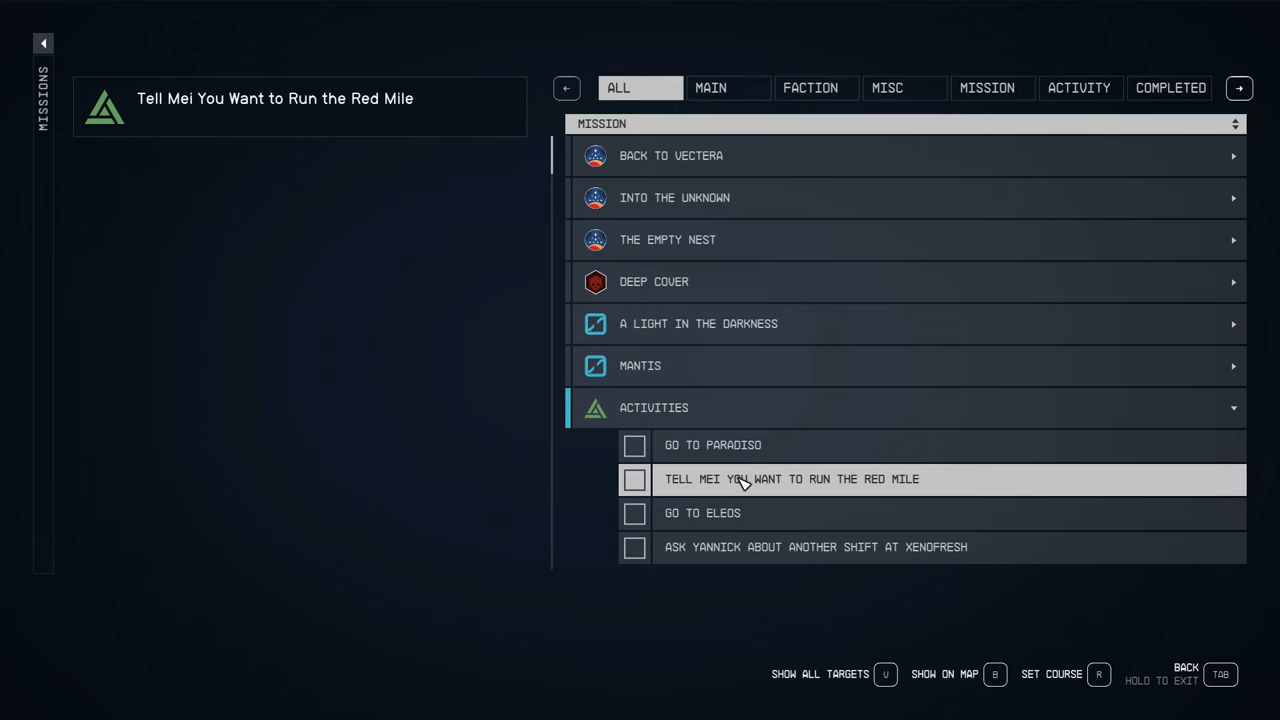 MISSIONS
Tell Mei You Want to Run the Red Mile
ALL MAIN FACTION MISC MISSION ACTIVITY COMPLETED
MISSION
BACK TO VECTERA
INTO THE UNKNOWN
THE EMPTY NEST
DEEP COVER
A LIGHT IN THE DARKNESS
MANTIS
ACTIVITIES
GO TO PARADISO
TELL MEI YOU WANT TO RUN THE RED MILE
GO TO ELEOS
ASK YANNICK ABOUT ANOTHER SHIFT AT XENOFRESH
SHOW ALL TARGETS V SHOW ON MAP B SET COURSE R BACK TAB
HOLD TO EXIT